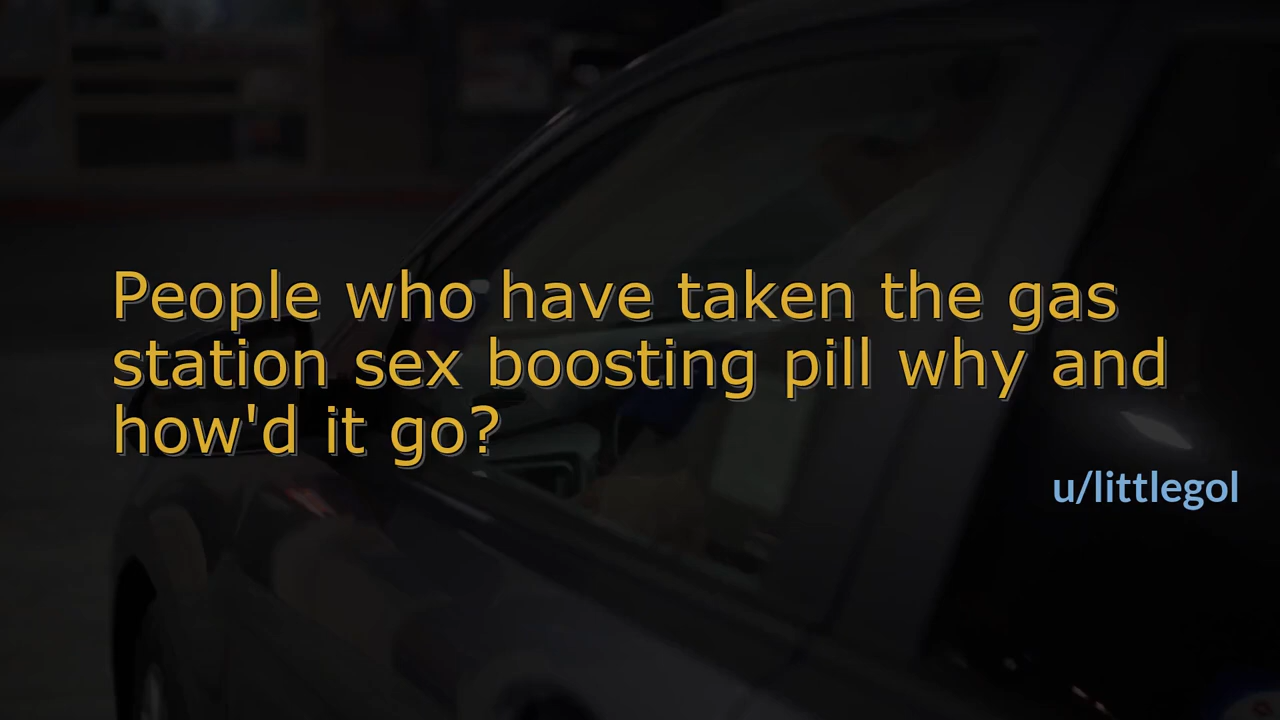 People who have taken the gas
station sex boosting pill why and
how'd it go?
u/littlegol